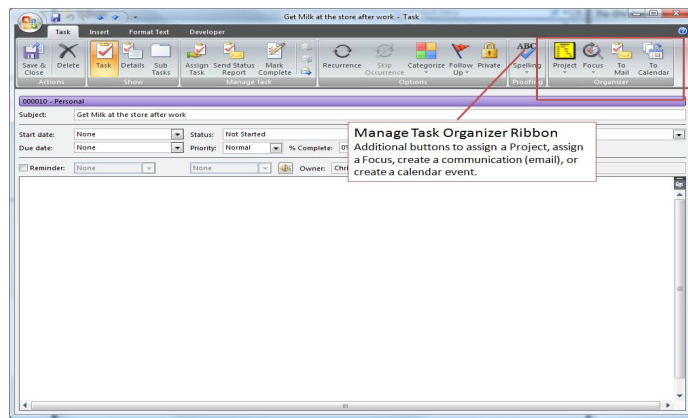 Get Milk at the store after work - Task
Task Insert Format Text Developer
Save & Close Delete Task Details Sub Tasks Assign Task Send Status Report Mark Complete Recurrence Skip Occurrence Categorize Follow Up Private ABC Spelling Project Focus To Mail To Calendar
Actions Show Manage Task Options Proofing Organizer
000010 - Personal
Subject: Get Milk at the store after work
Start date: None Status: Not Started
Due date: None Priority: Normal % Complete: 0%
Reminder: None None Owner: Chri
Manage Task Organizer Ribbon
Additional buttons to assign a Project, assign
a Focus, create a communication (email), or
create a calendar event.